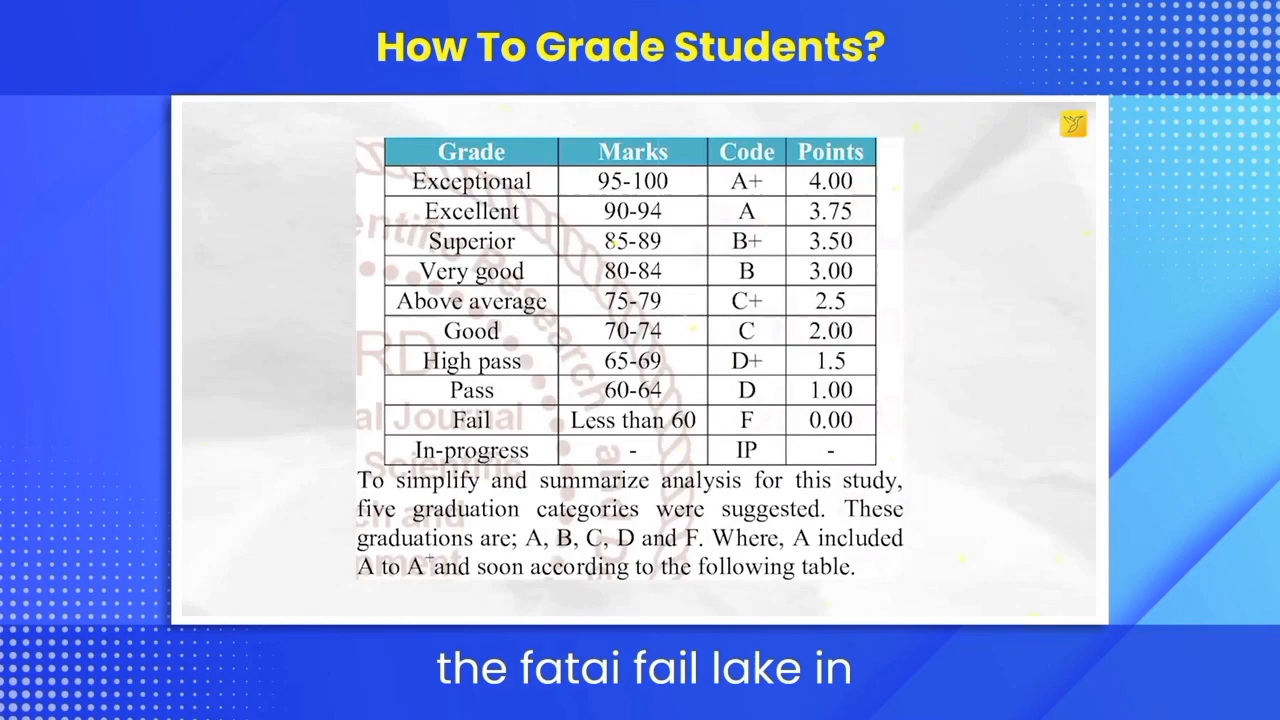 How To Grade Students?
Grade Marks Code Points
Exceptional 95-100 A+ 4.00
Excellent 90-94 A 3.75
Superior 85-89 B+ 3.50
Very good 80-84 B 3.00
Above average 75-79 C+ 2.5
Good 70-74 C 2.00
High pass 65-69 D+ 1.5
Pass 60-64 D 1.00
Fail Less than 60 F 0.00
In-progress - IP -
To simplify and summarize analysis for this study,
five graduation categories were suggested. These
graduations are; A, B, C, D and F. Where, A included
A to A+ and soon according to the following table.
the fatai fail lake in